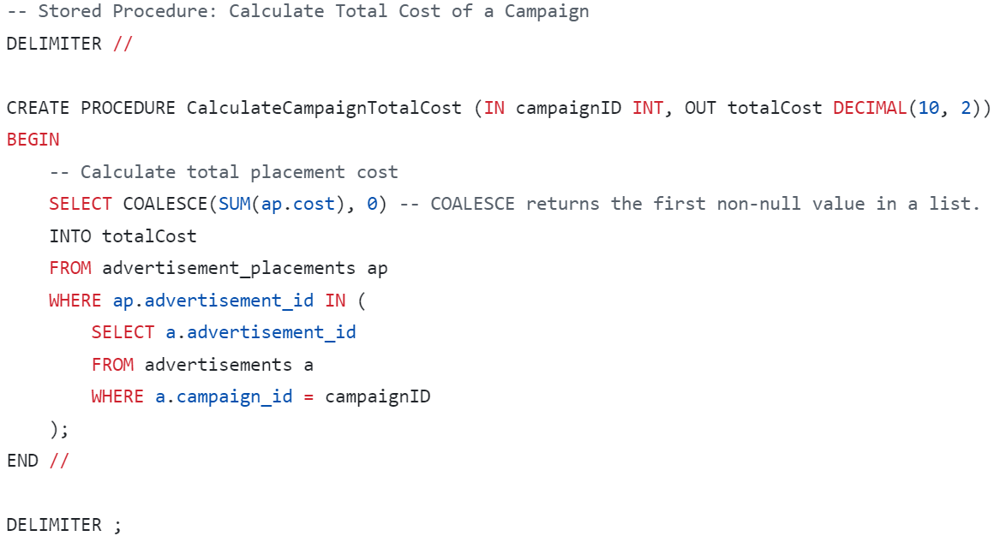 -- Stored Procedure: Calculate Total Cost of a Campaign
DELIMITER //
CREATE PROCEDURE CalculateCampaignTotalCost (IN campaignID INT, OUT totalCost DECIMAL(10, 2))
BEGIN
    -- Calculate total placement cost
    SELECT COALESCE(SUM(ap.cost), 0) -- COALESCE returns the first non-null value in a list.
    INTO totalCost
    FROM advertisement_placements ap
    WHERE ap.advertisement_id IN (
        SELECT a.advertisement_id
        FROM advertisements a
        WHERE a.campaign_id = campaignID
    );
END //
DELIMITER ;